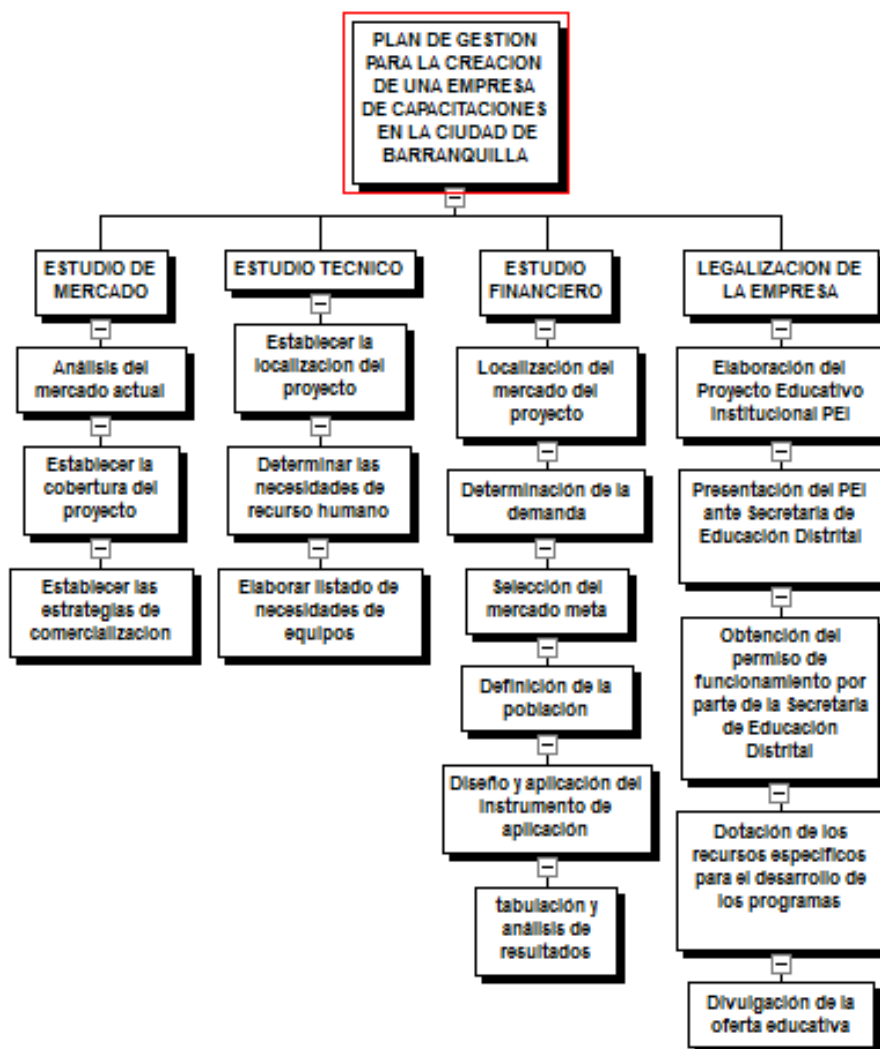 PLAN DE GESTION
PARA LA CREACION
DE UNA EMPRESA
DE CAPACITACIONES
EN LA CIUDAD DE
BARRANQUILLA
ESTUDIO DE
MERCADO
Análisis del
mercado actual
Establecer la
cobertura del
proyecto
Establecer las
estrategias de
comercializacion
ESTUDIO TECNICO
Establecer la
localizacion del
proyecto
Determinar las
necesidades de
recurso humano
Elaborar listado de
necesidades de
equipos
ESTUDIO
FINANCIERO
Localización del
mercado del
proyecto
Determinación de la
demanda
Selección del
mercado meta
Definición de la
población
Diseño y aplicación del
instrumento de
aplicación
tabulación y
análisis de
resultados
LEGALIZACION DE
LA EMPRESA
Elaboración del
Proyecto Educativo
Institucional PEI
Presentación del PEI
ante Secretaria de
Educación Distrital
Obtención del
permiso de
funcionamiento por
parte de la Secretaria
de Educación
Distrital
Dotación de los
recursos específicos
para el desarrollo de
los programas
Divulgación de la
oferta educativa